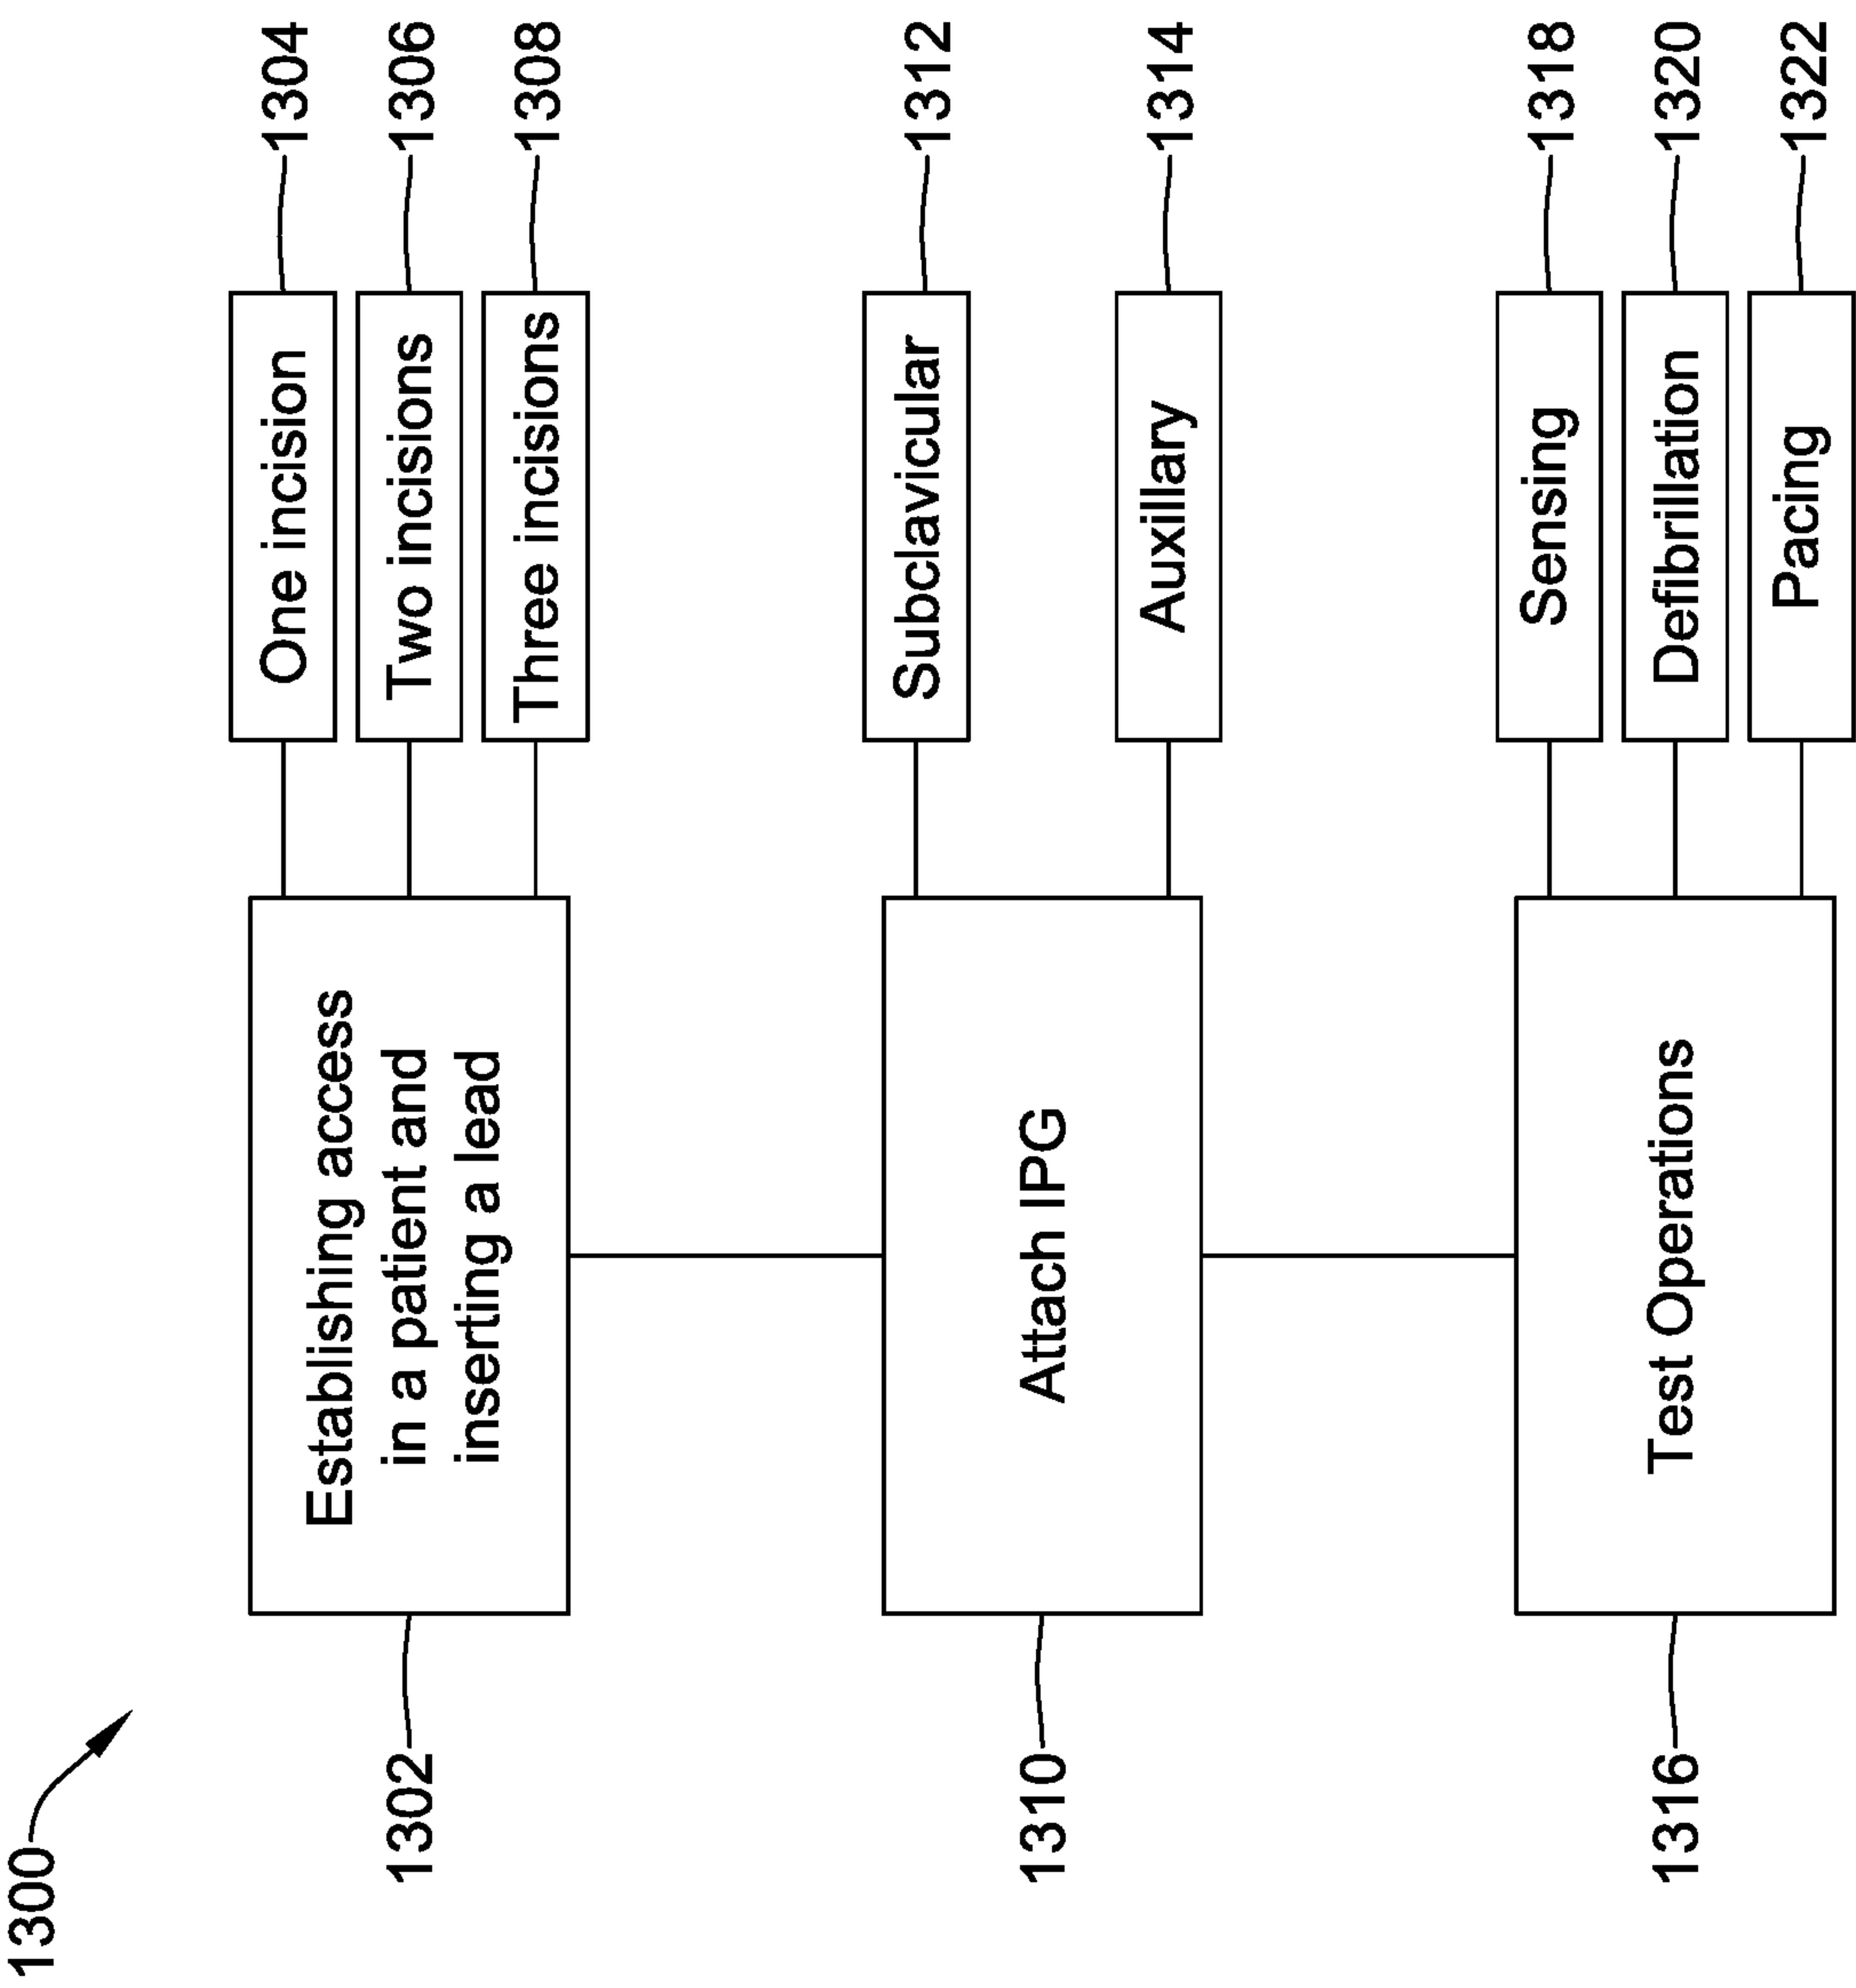 1300
1302
Establishing access
in a patient and
inserting a lead
One incision
1304
Two incisions
1306
Three incisions
1308
1310
Attach IPG
Subclavicular
1312
Auxillary
1314
1316
Test Operations
Sensing
1318
Defibrillation
1320
Pacing
1322